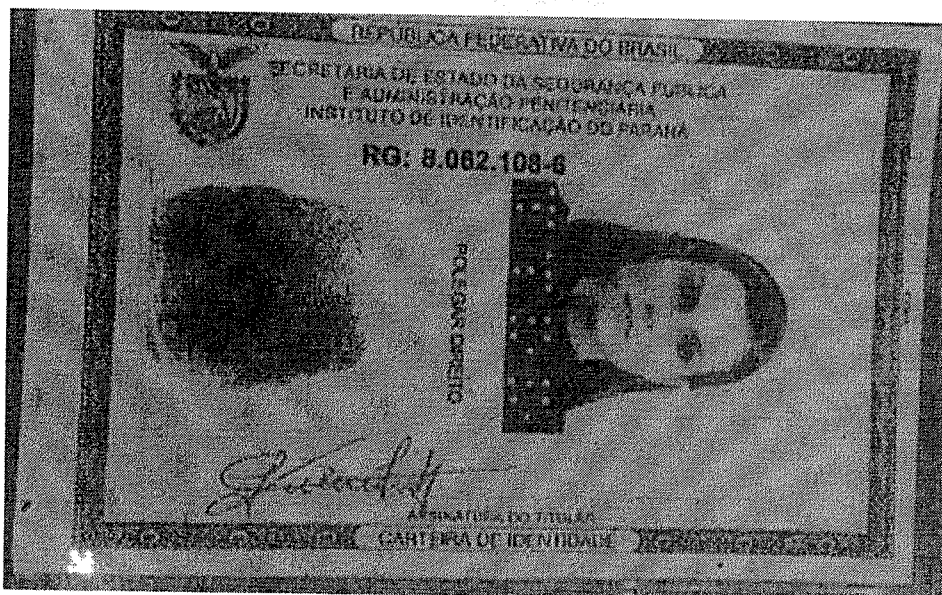 REPÚBLICA FEDERATIVA DO BRASIL
SECRETARIA DE ESTADO DA SEGURANÇA PÚBLICA
E ADMINISTRAÇÃO PENITENCIÁRIA
INSTITUTO DE IDENTIFICAÇÃO DO PARANÁ
RG: 8.062.108-6
POLEGAR DIREITO
ASSINATURA DO TITULAR
CARTEIRA DE IDENTIDADE